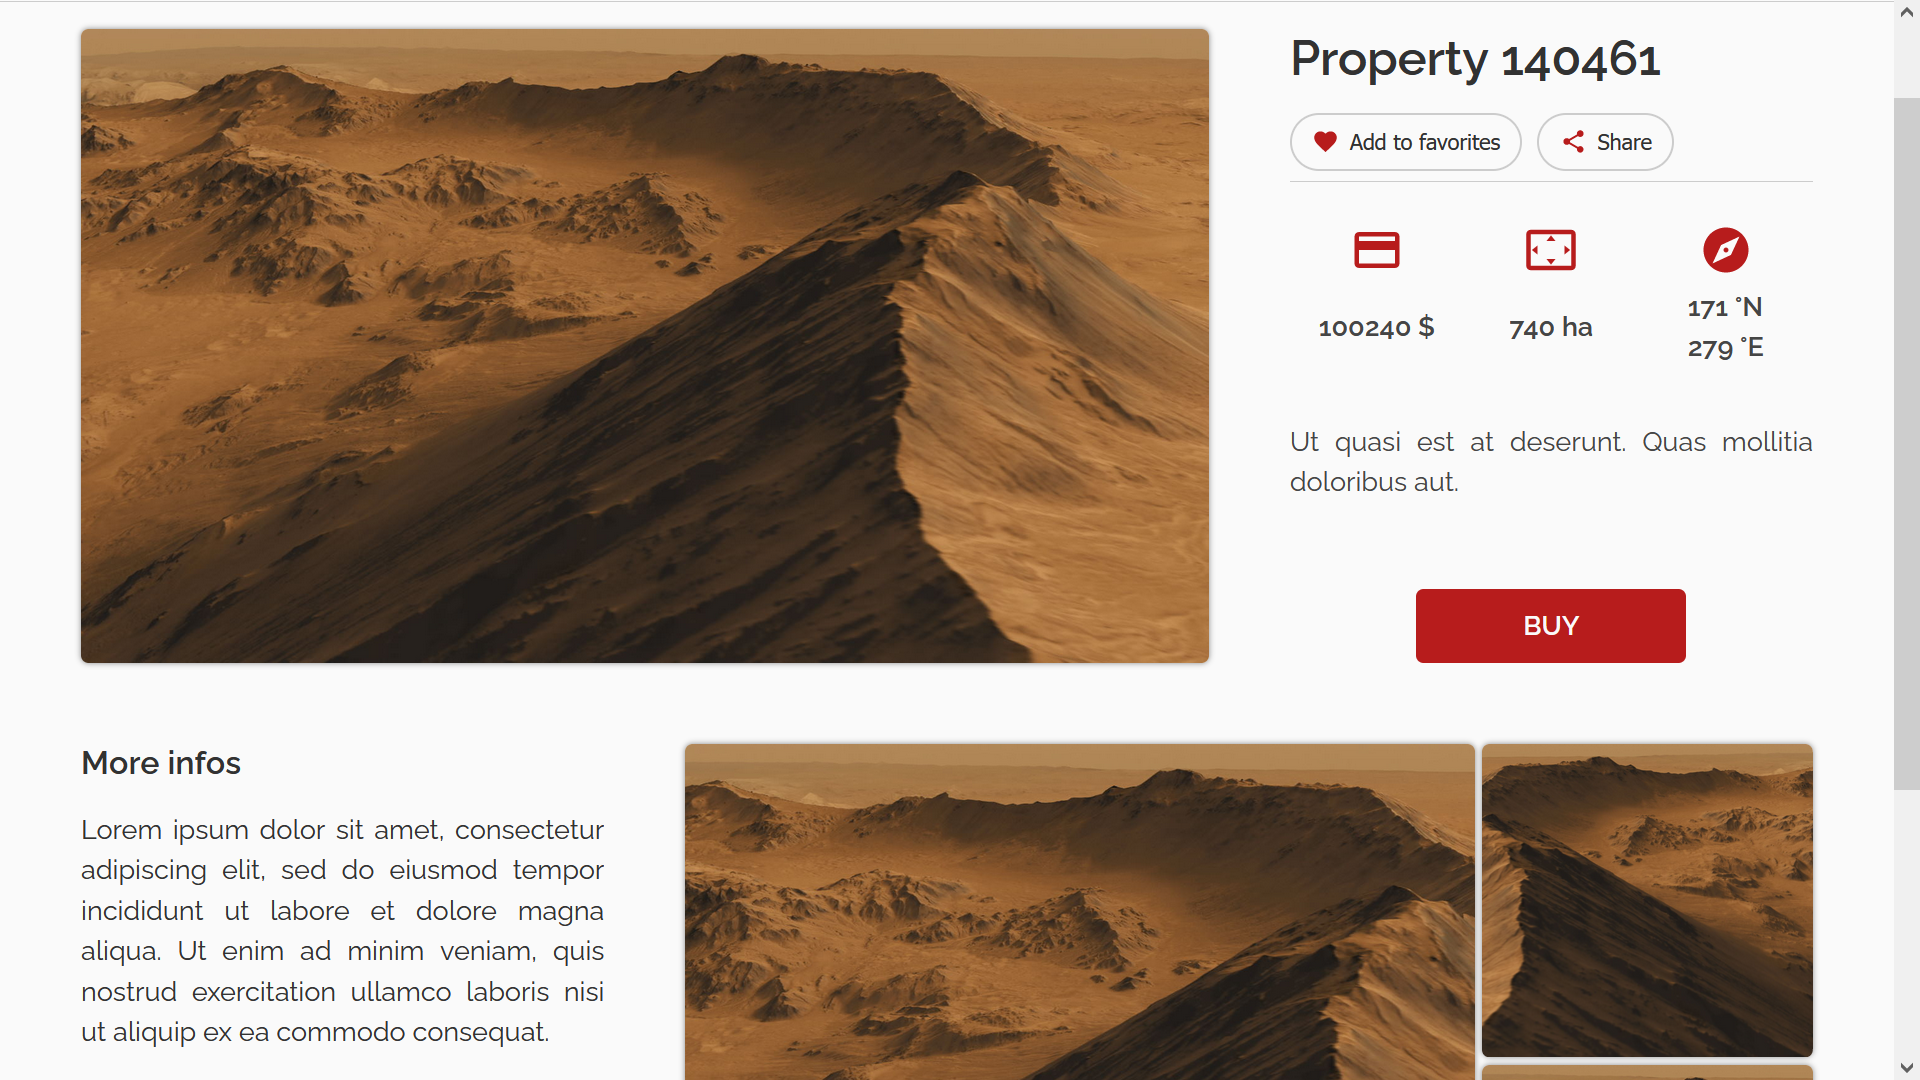 Property 140461
Add to favorites
Share
100240 $
740 ha
171 °N
279 °E
Ut quasi est at deserunt. Quas mollitia
doloribus aut.
BUY
More infos
Lorem ipsum dolor sit amet, consectetur
adipiscing elit, sed do eiusmod tempor
incididunt ut labore et dolore magna
aliqua. Ut enim ad minim veniam, quis
nostrud exercitation ullamco laboris nisi
ut aliquip ex ea commodo consequat.